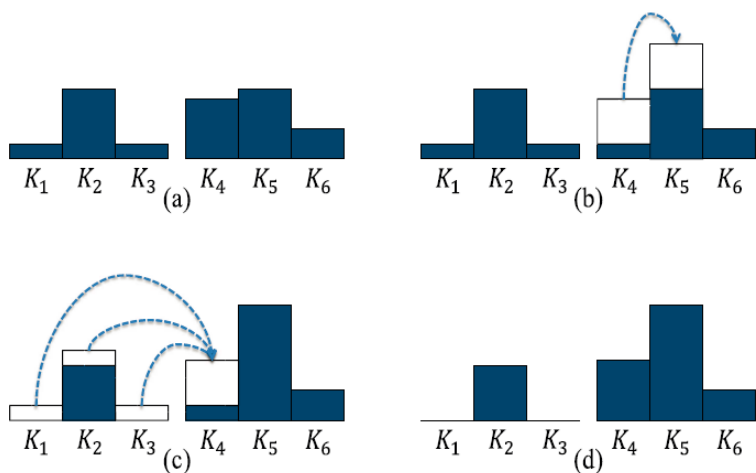 K₁ K₂ K₃ K₄ K₅ K₆
(a)
K₁ K₂ K₃ K₄ K₅ K₆
(b)
K₁ K₂ K₃ K₄ K₅ K₆
(c)
K₁ K₂ K₃ K₄ K₅ K₆
(d)